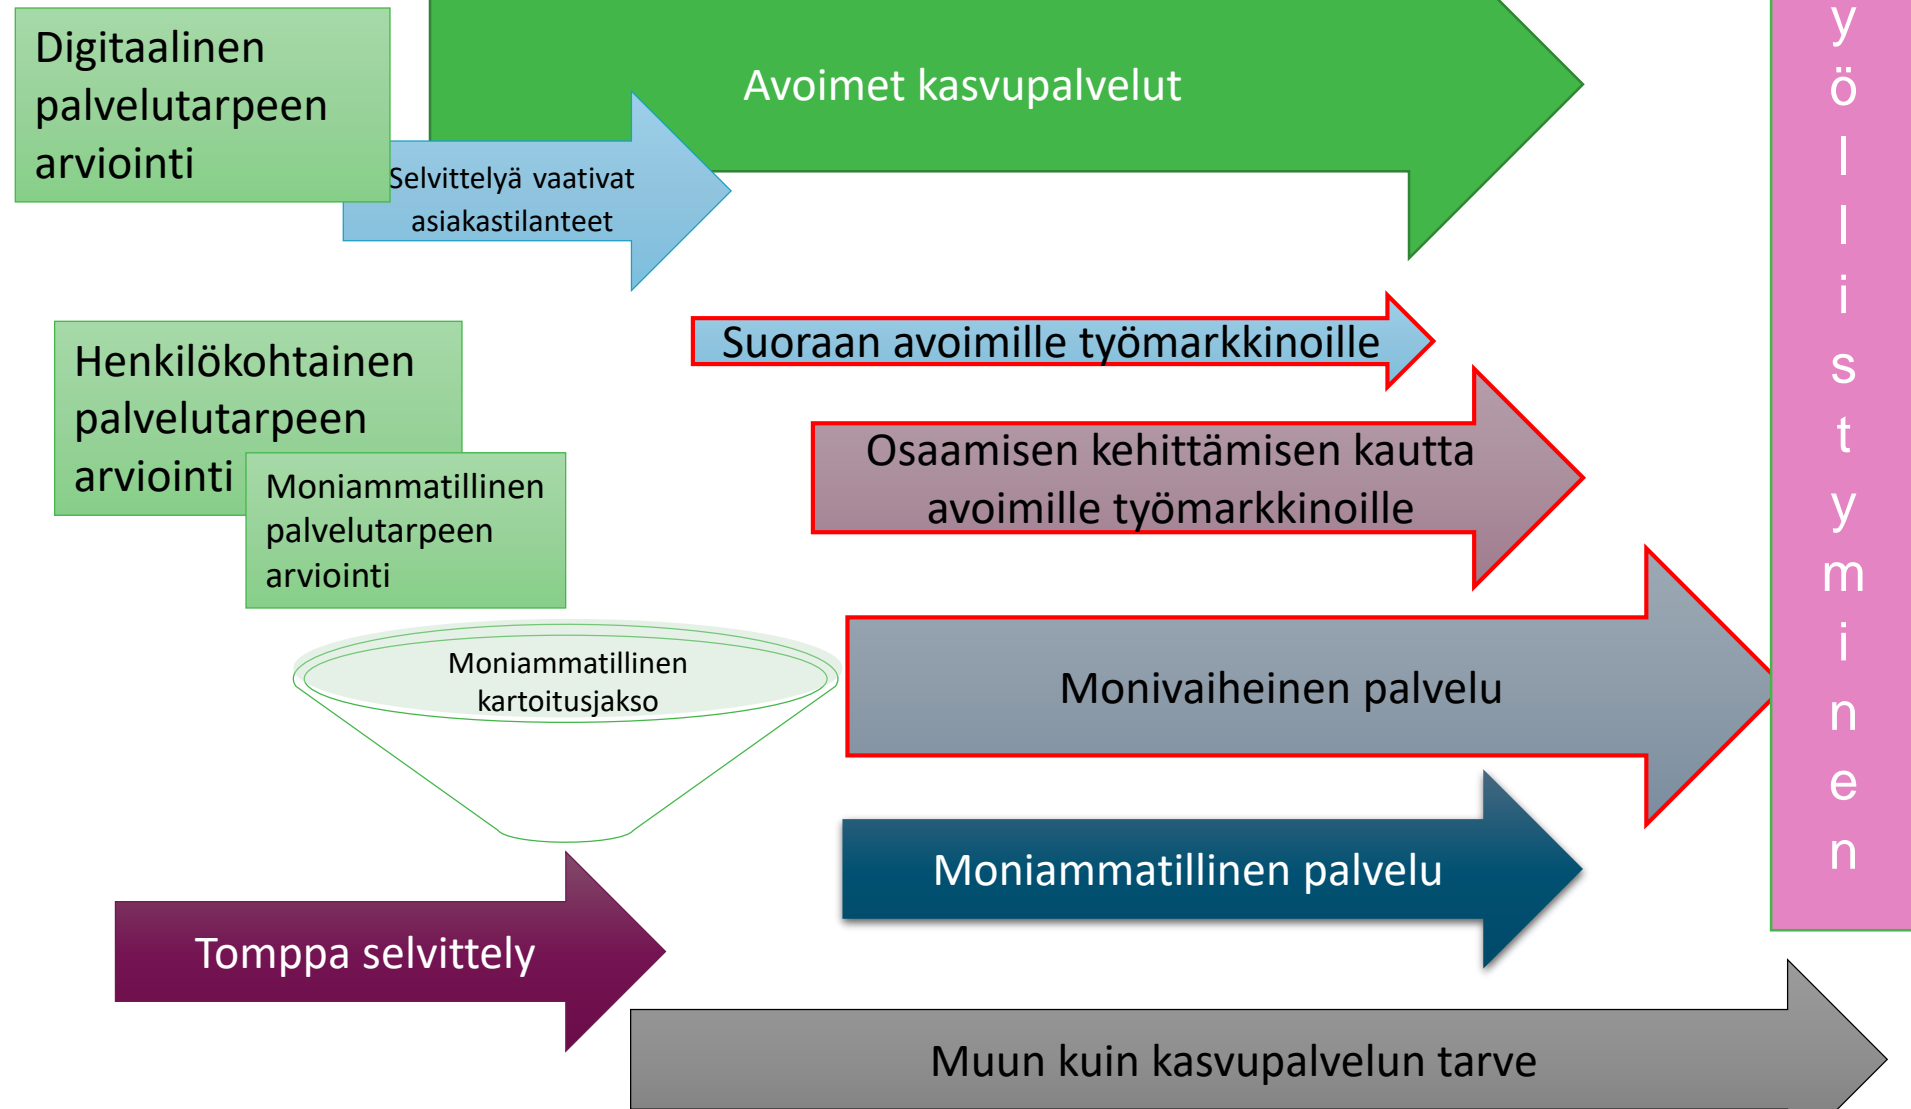 Digitaalinen
palvelutarpeen
arviointi
Avoimet kasvupalvelut
Selvittelyä vaativat
asiakastilanteet
Suoraan avoimille työmarkkinoille
Henkilökohtainen
palvelutarpeen
arviointi
Moniammatillinen
palvelutarpeen
arviointi
Osaamisen kehittämisen kautta
avoimille työmarkkinoille
Moniammatillinen
kartoitusjakso
Monivaiheinen palvelu
Moniammatillinen palvelu
Tomppa selvittely
Muun kuin kasvupalvelun tarve
y
ö
l
l
i
s
t
y
m
i
n
e
n